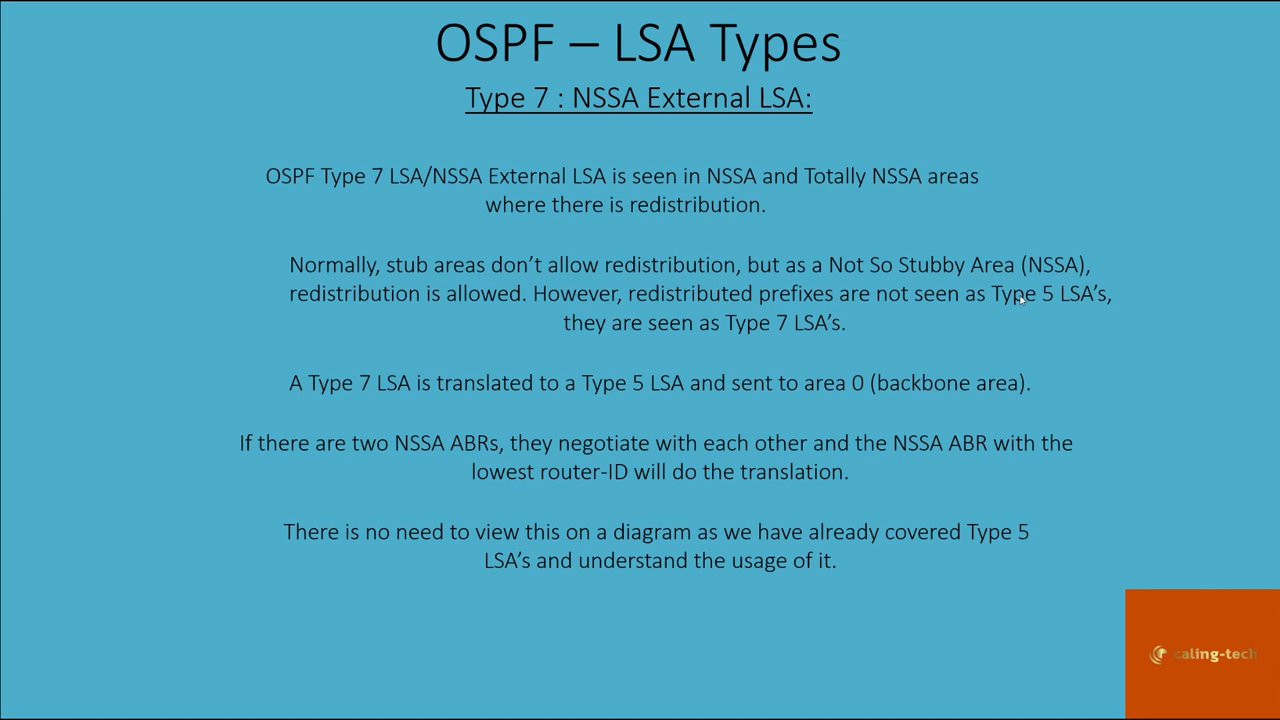 OSPF – LSA Types
Type 7 : NSSA External LSA:
OSPF Type 7 LSA/NSSA External LSA is seen in NSSA and Totally NSSA areas
where there is redistribution.
Normally, stub areas don’t allow redistribution, but as a Not So Stubby Area (NSSA),
redistribution is allowed. However, redistributed prefixes are not seen as Type 5 LSA’s,
they are seen as Type 7 LSA’s.
A Type 7 LSA is translated to a Type 5 LSA and sent to area 0 (backbone area).
If there are two NSSA ABRs, they negotiate with each other and the NSSA ABR with the
lowest router-ID will do the translation.
There is no need to view this on a diagram as we have already covered Type 5
LSA’s and understand the usage of it.
caling-tech